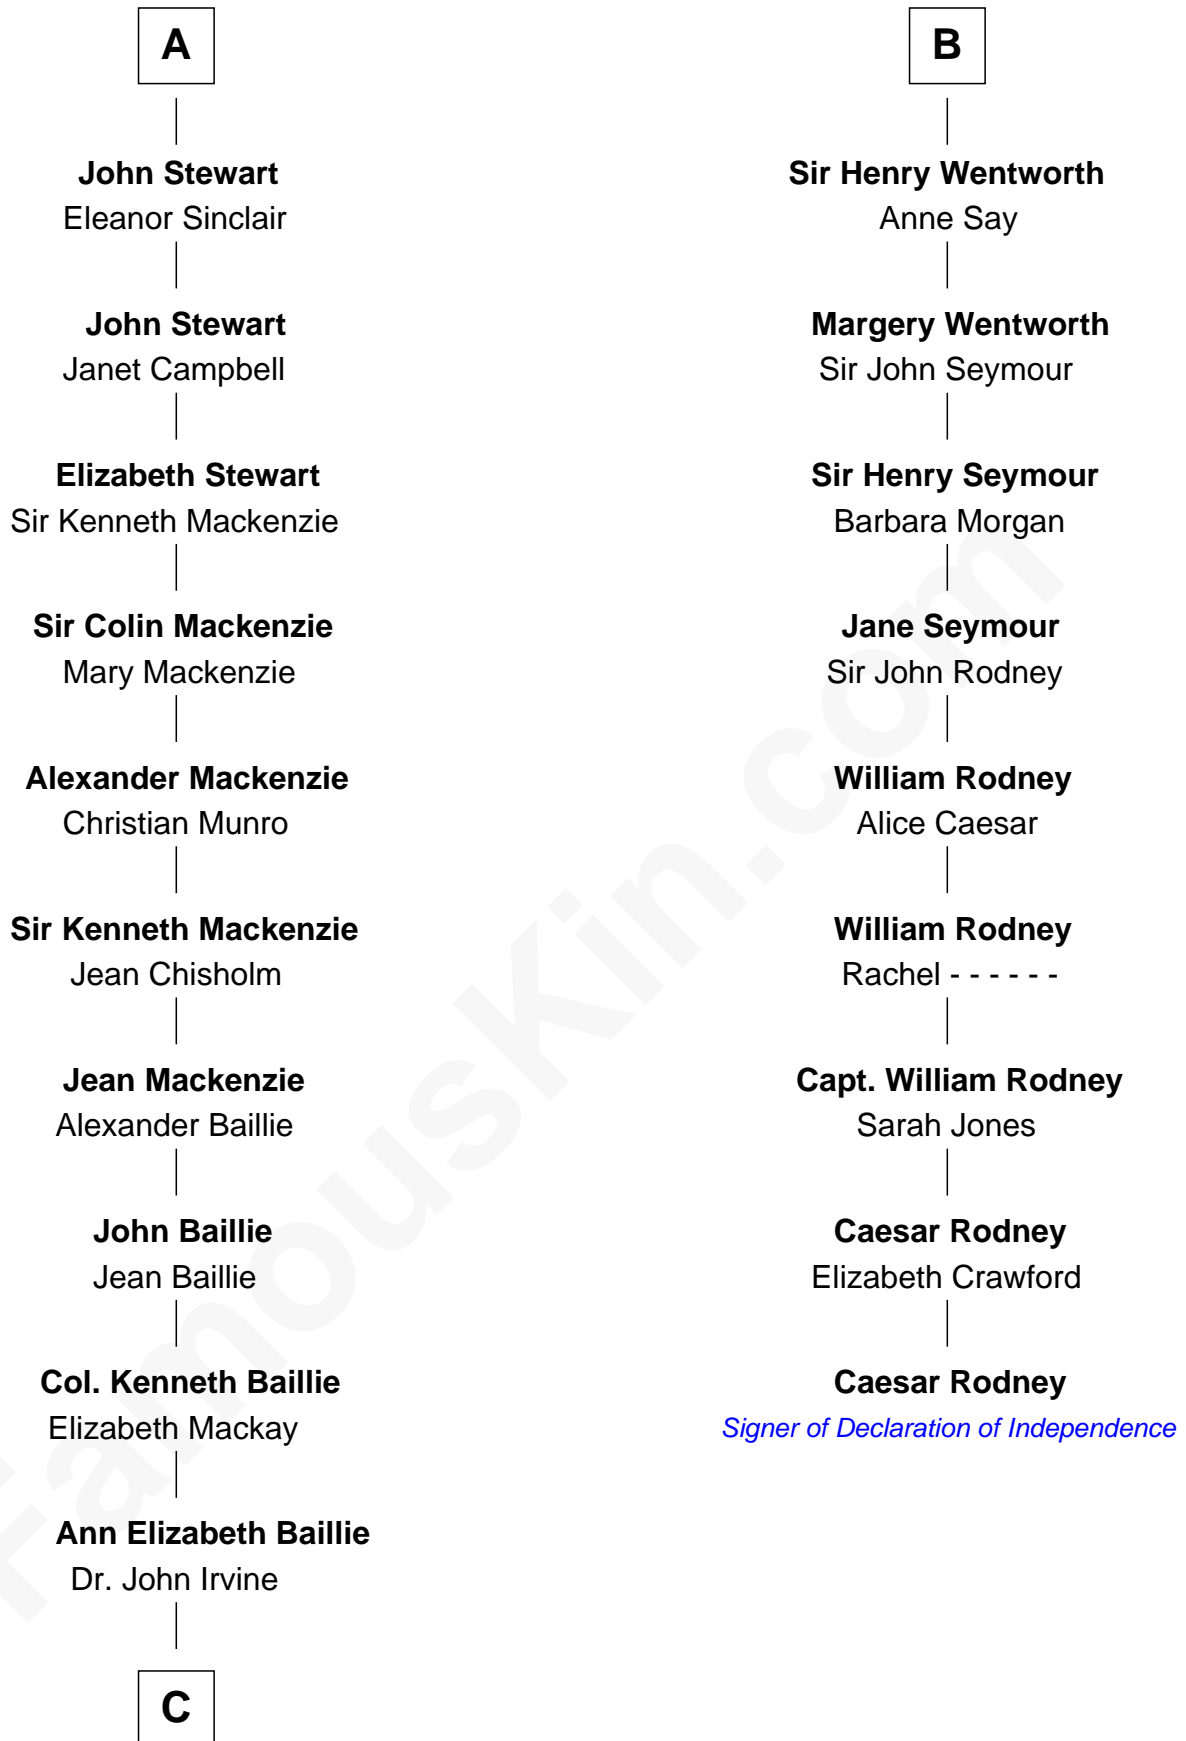 A
John Stewart
Eleanor Sinclair
John Stewart
Janet Campbell
Elizabeth Stewart
Sir Kenneth Mackenzie
Sir Colin Mackenzie
Mary Mackenzie
Alexander Mackenzie
Christian Munro
Sir Kenneth Mackenzie
Jean Chisholm
Jean Mackenzie
Alexander Baillie
John Baillie
Jean Baillie
Col. Kenneth Baillie
Elizabeth Mackay
Ann Elizabeth Baillie
Dr. John Irvine
C
B
Sir Henry Wentworth
Anne Say
Margery Wentworth
Sir John Seymour
Sir Henry Seymour
Barbara Morgan
Jane Seymour
Sir John Rodney
William Rodney
Alice Caesar
William Rodney
Rachel - - - - - -
Capt. William Rodney
Sarah Jones
Caesar Rodney
Elizabeth Crawford
Caesar Rodney
Signer of Declaration of Independence
FamousKin.com